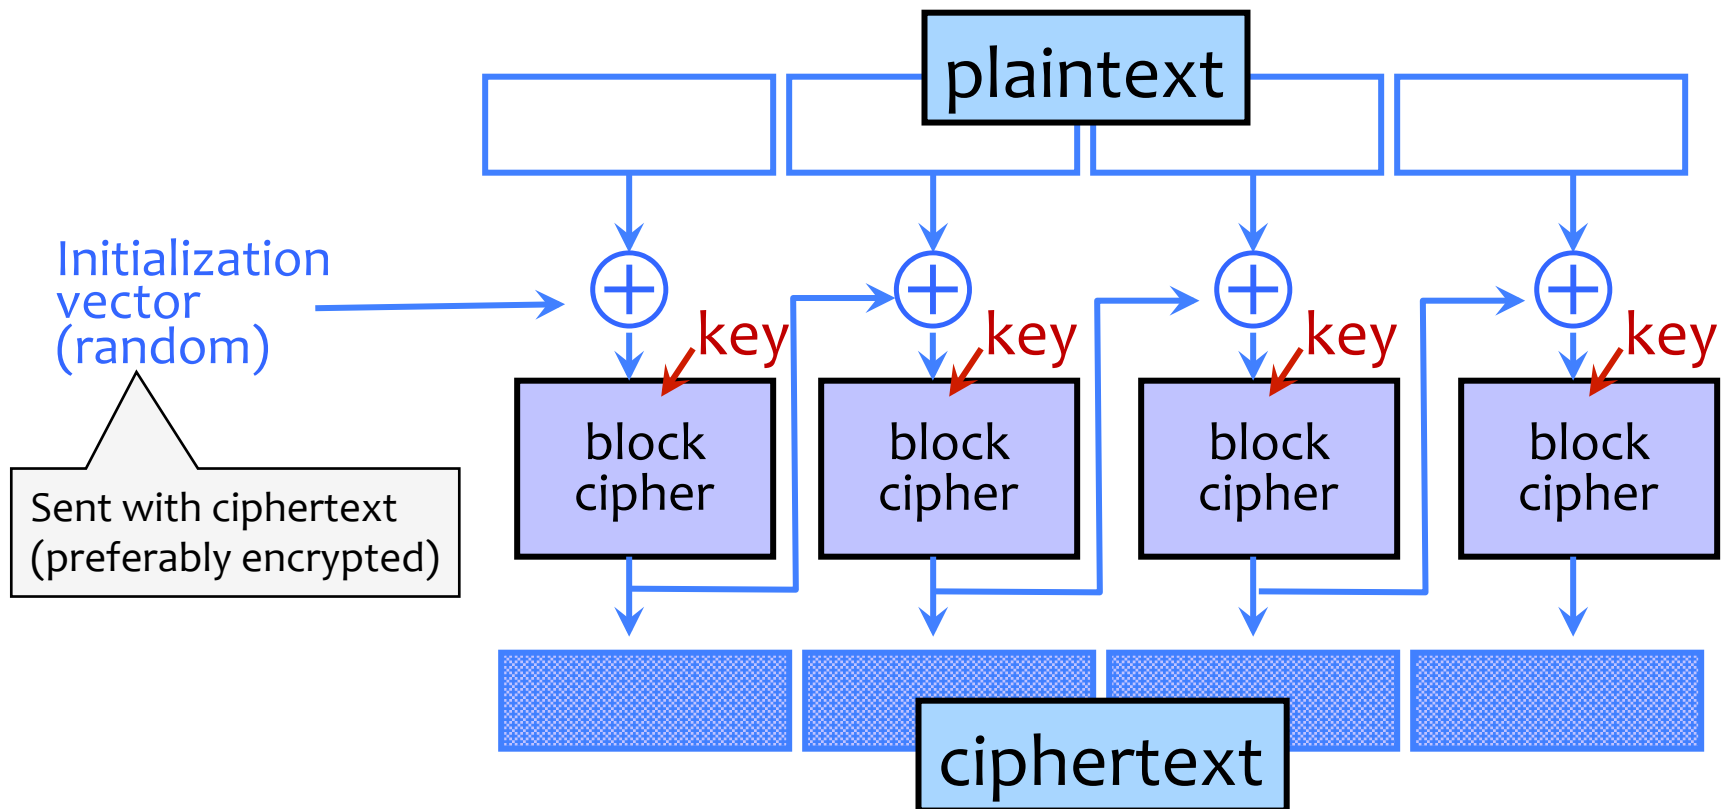 plaintext
Initialization
vector
(random)
key
key
key
key
block
cipher
block
cipher
block
cipher
block
cipher
Sent with ciphertext
(preferably encrypted)
ciphertext